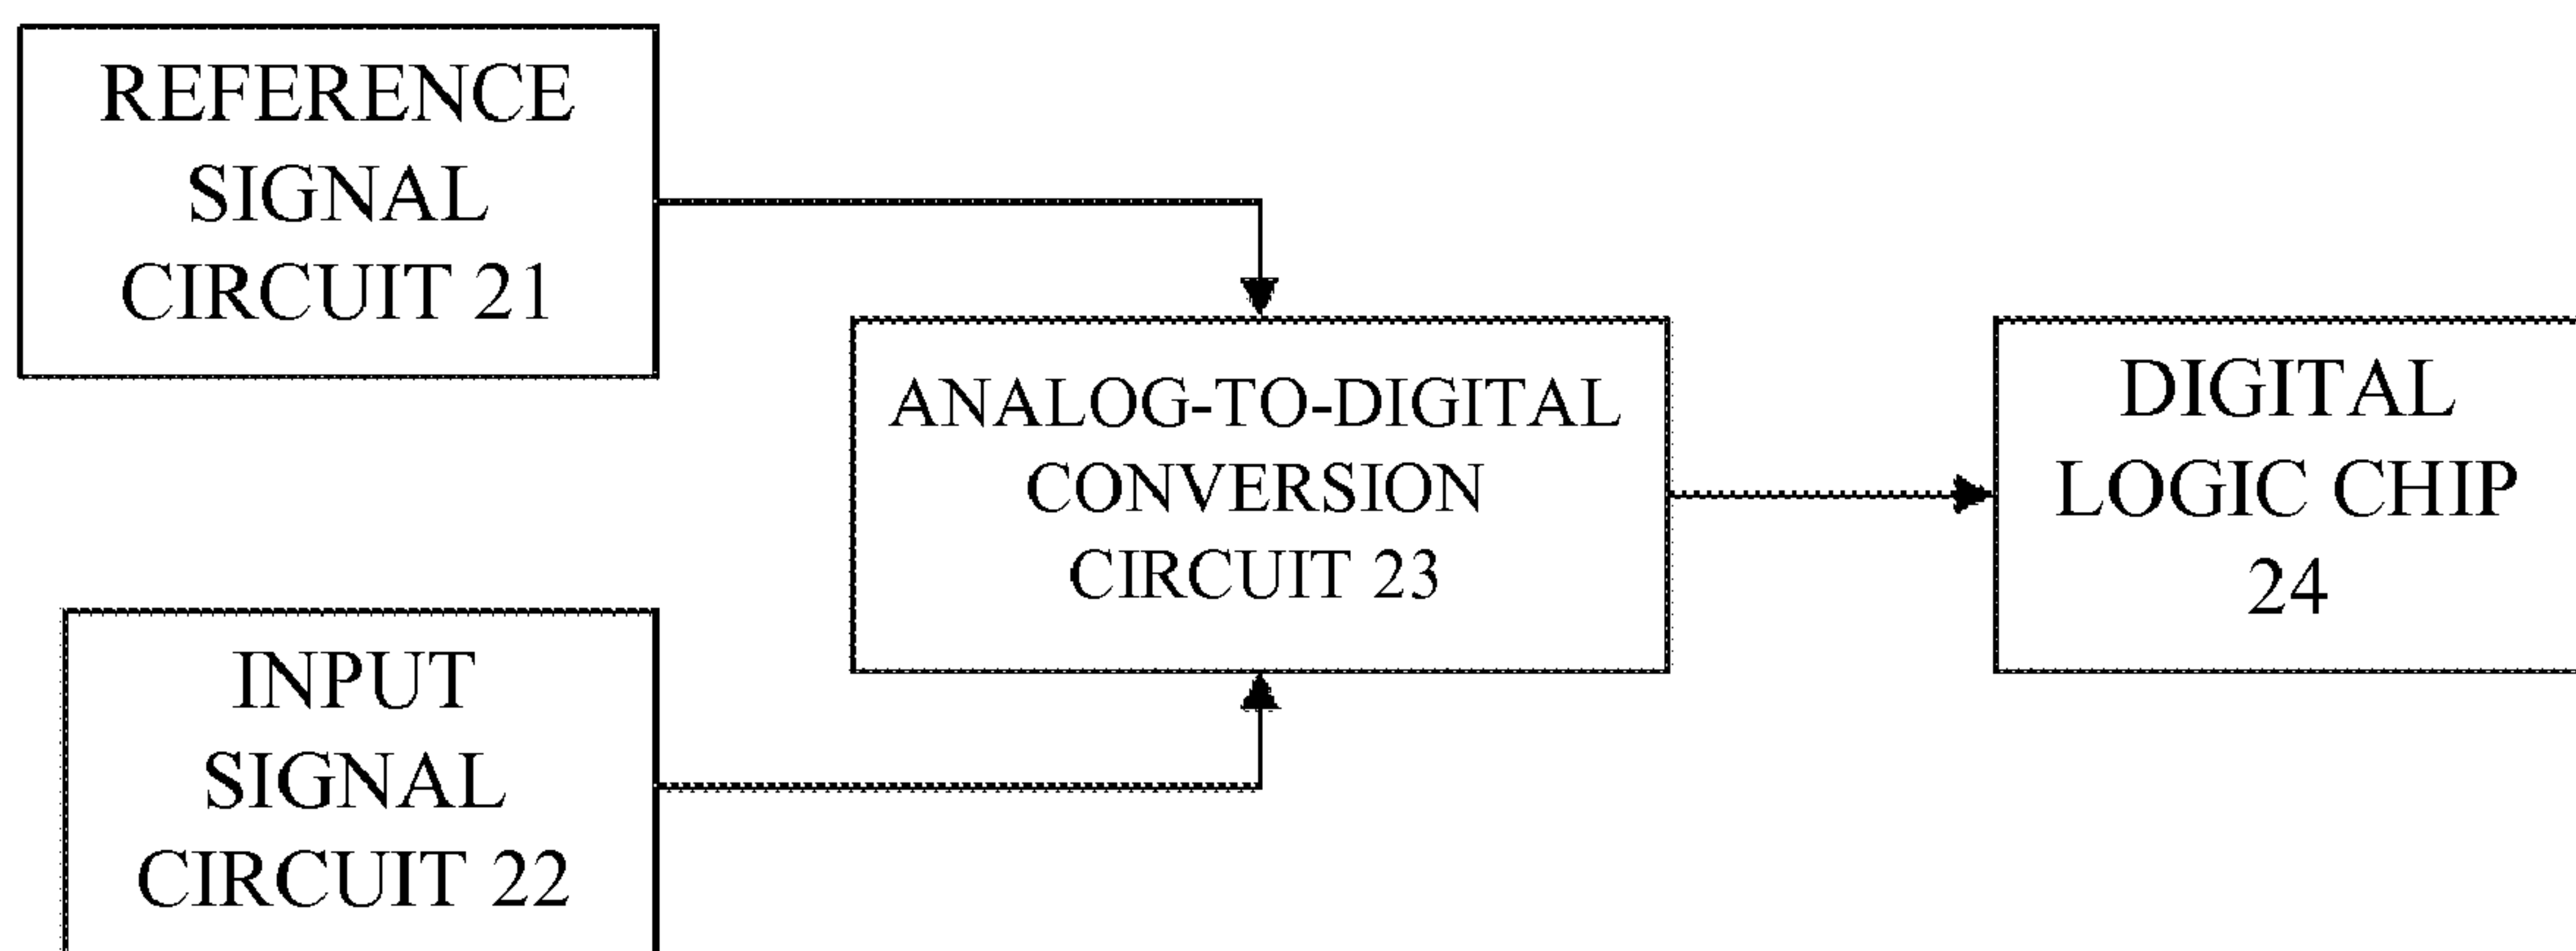 REFERENCE
SIGNAL
CIRCUIT 21
ANALOG-TO-DIGITAL
CONVERSION
CIRCUIT 23
DIGITAL
LOGIC CHIP
24
INPUT
SIGNAL
CIRCUIT 22